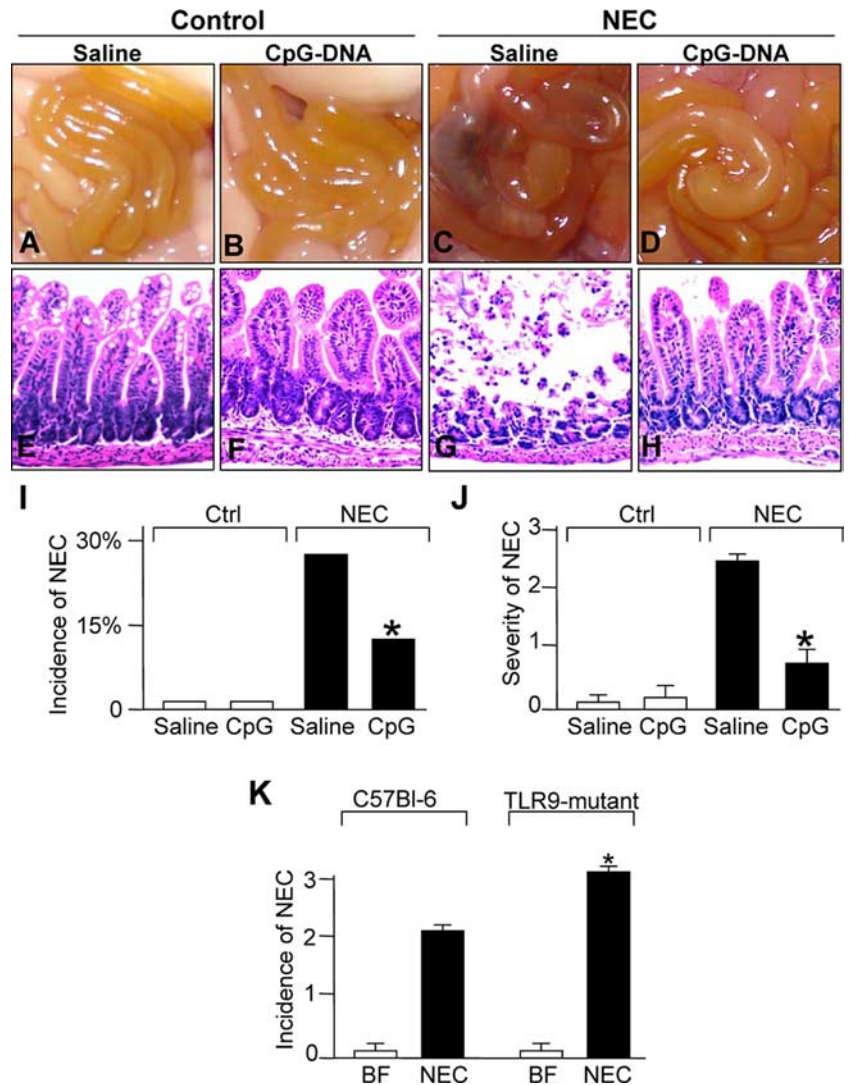 Control NEC
Saline CpG-DNA Saline CpG-DNA
A B C D
E F G H
I
Ctrl NEC
30%
15%
0
Incidence of NEC
Saline CpG Saline CpG
*
J
Ctrl NEC
3
2
1
0
Severity of NEC
Saline CpG Saline CpG
*
K
C57Bl-6 TLR9-mutant
3
2
1
0
Incidence of NEC
BF NEC BF NEC
*